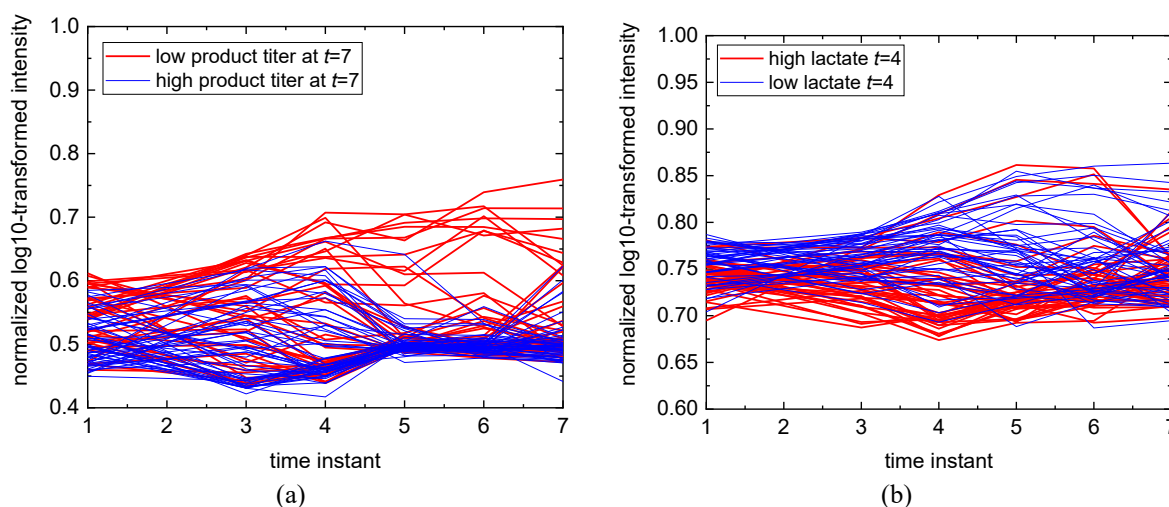 normalized log10-transformed intensity
1.0
0.9
0.8
0.7
0.6
0.5
0.4
low product titer at t=7
high product titer at t=7
1 2 3 4 5 6 7
time instant
(a)
normalized log10-transformed intensity
1.00
0.95
0.90
0.85
0.80
0.75
0.70
0.65
0.60
high lactate t=4
low lactate t=4
1 2 3 4 5 6 7
time instant
(b)